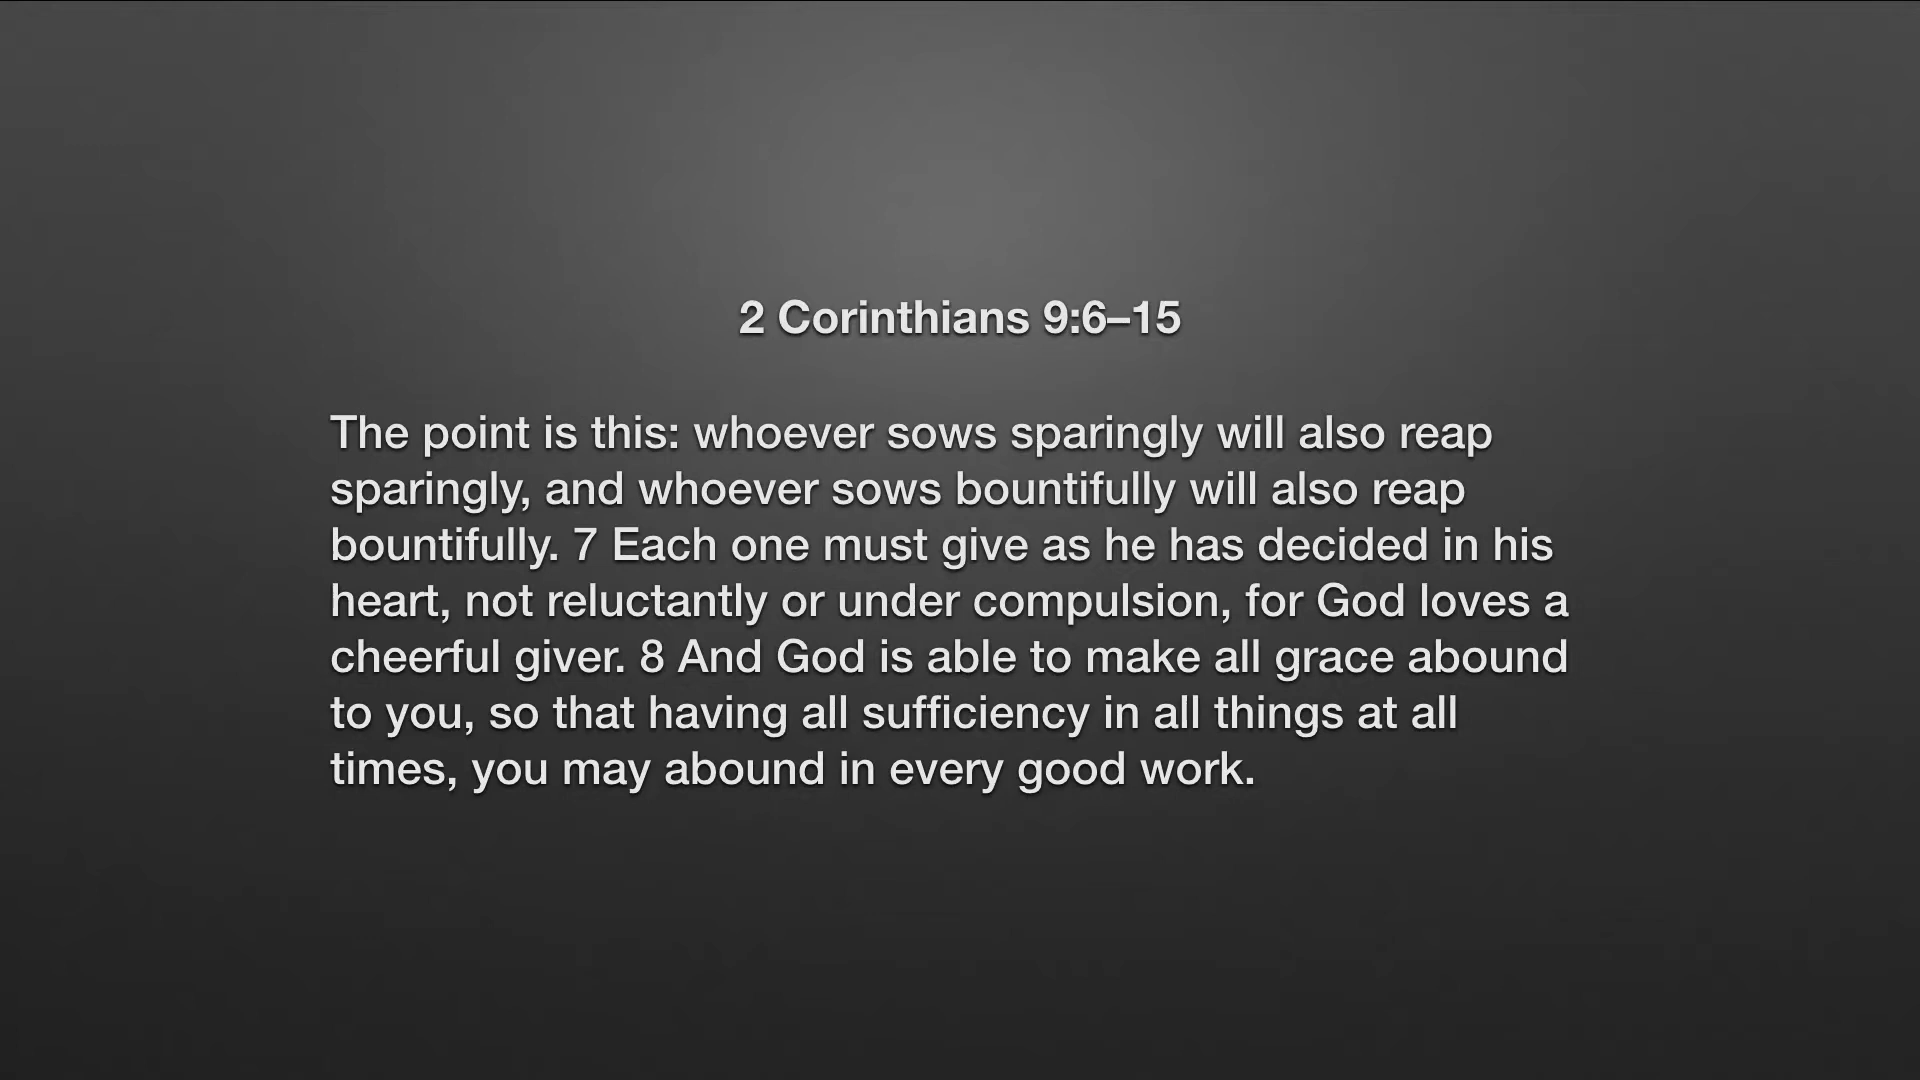 2 Corinthians 9:6–15
The point is this: whoever sows sparingly will also reap
sparingly, and whoever sows bountifully will also reap
bountifully. 7 Each one must give as he has decided in his
heart, not reluctantly or under compulsion, for God loves a
cheerful giver. 8 And God is able to make all grace abound
to you, so that having all sufficiency in all things at all
times, you may abound in every good work.